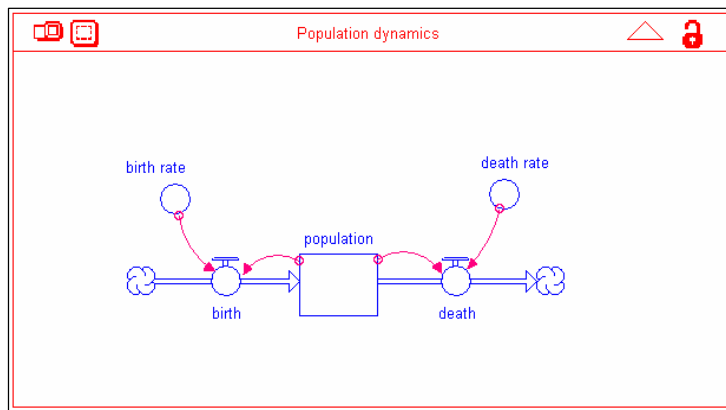 Population dynamics
birth rate
death rate
population
birth
death